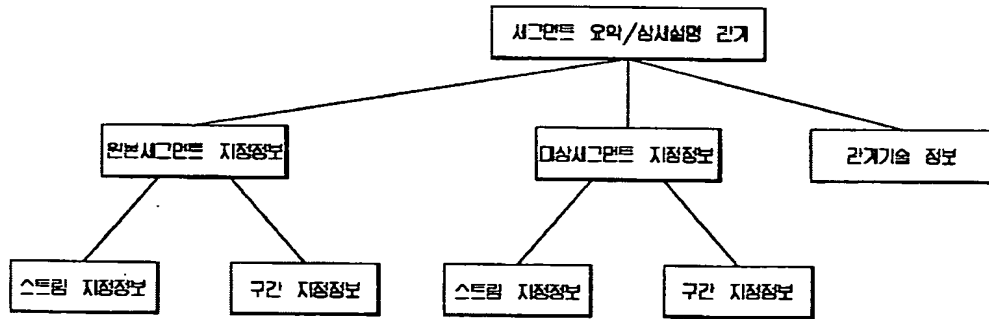 세그먼트 요약/상세설명 관계
원본세그먼트 지정정보
대상세그먼트 지정정보
관계기술 정보
스트림 지정정보
구간 지정정보
스트림 지정정보
구간 지정정보